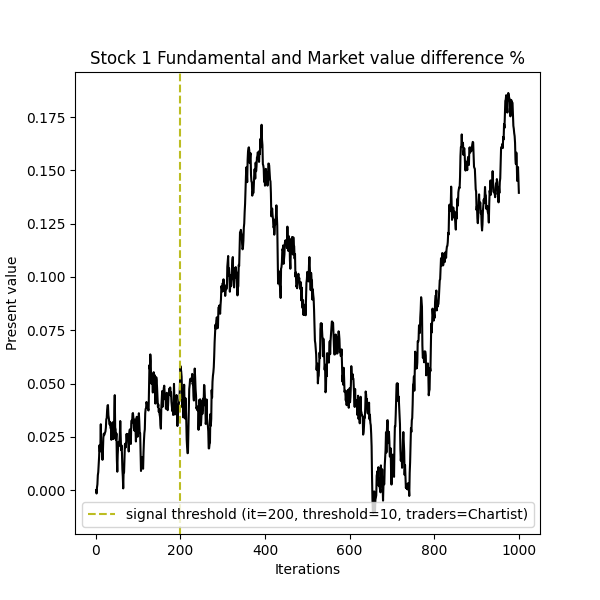 Stock 1 Fundamental and Market value difference %
Present value
0.175
0.150
0.125
0.100
0.075
0.050
0.025
0.000
signal threshold (it=200, threshold=10, traders=Chartist)
0 200 400 600 800 1000
Iterations